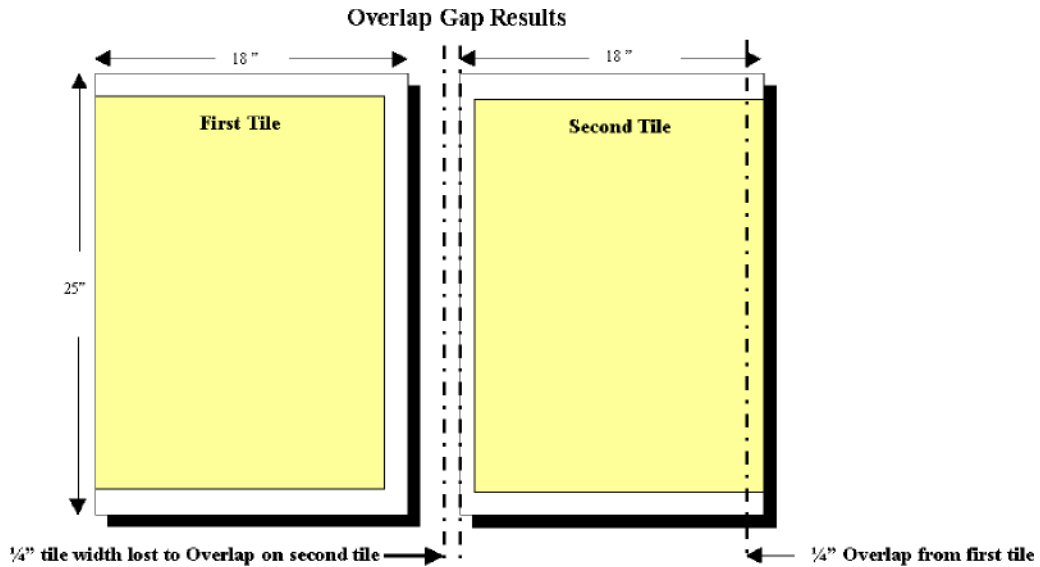 Overlap Gap Results
18 ”
18 ”
First Tile
Second Tile
25”
¼” tile width lost to Overlap on second tile
¼” Overlap from first tile